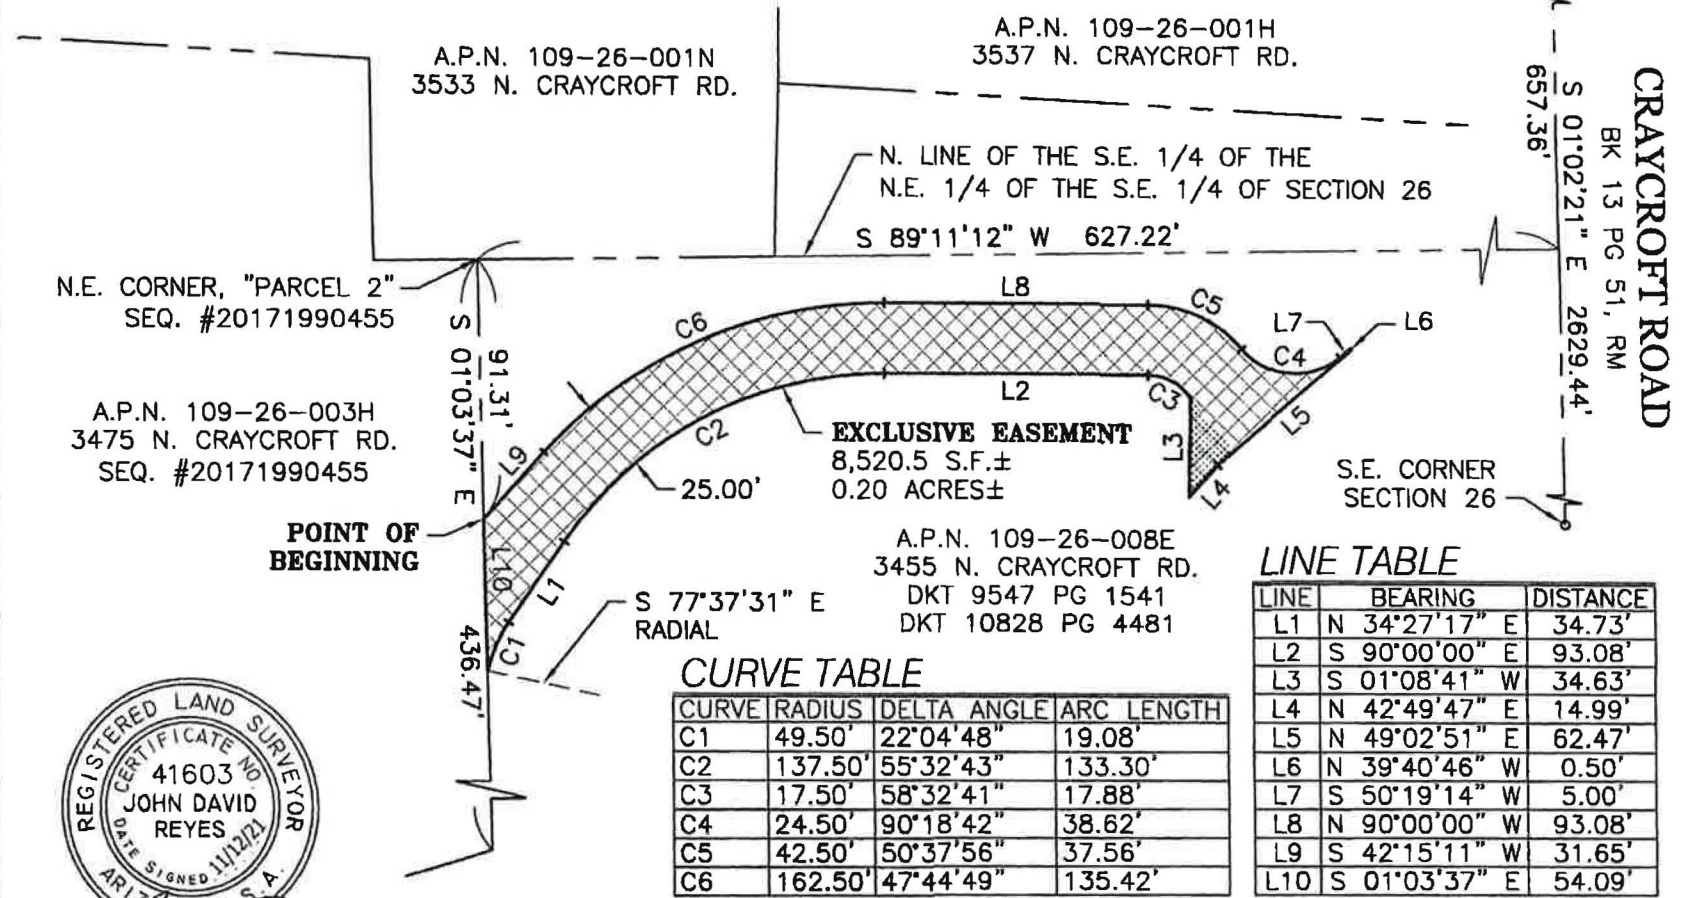 A.P.N. 109-26-001N
3533 N. CRAYCROFT RD.
A.P.N. 109-26-001H
3537 N. CRAYCROFT RD.
CRAYCROFT ROAD
BK 13 PG 51, RM
S 01°02'21" E 2629.44'
657.36'
N. LINE OF THE S.E. 1/4 OF THE
N.E. 1/4 OF THE S.E. 1/4 OF SECTION 26
S 89°11'12" W 627.22'
N.E. CORNER, "PARCEL 2"
SEQ. #20171990455
S 01°03'37" E
91.31'
436.47'
A.P.N. 109-26-003H
3475 N. CRAYCROFT RD.
SEQ. #20171990455
POINT OF
BEGINNING
C6
L8
C5
L7
L6
C4
L9
C2
L2
C3
L3
L5
L4
L10
L1
C1
25.00'
EXCLUSIVE EASEMENT
8,520.5 S.F.±
0.20 ACRES±
S.E. CORNER
SECTION 26
A.P.N. 109-26-008E
3455 N. CRAYCROFT RD.
DKT 9547 PG 1541
DKT 10828 PG 4481
S 77°37'31" E
RADIAL
CURVE TABLE
CURVE RADIUS DELTA ANGLE ARC LENGTH
C1 49.50' 22°04'48" 19.08'
C2 137.50' 55°32'43" 133.30'
C3 17.50' 58°32'41" 17.88'
C4 24.50' 90°18'42" 38.62'
C5 42.50' 50°37'56" 37.56'
C6 162.50' 47°44'49" 135.42'
LINE TABLE
LINE BEARING DISTANCE
L1 N 34°27'17" E 34.73'
L2 S 90°00'00" E 93.08'
L3 S 01°08'41" W 34.63'
L4 N 42°49'47" E 14.99'
L5 N 49°02'51" E 62.47'
L6 N 39°40'46" W 0.50'
L7 S 50°19'14" W 5.00'
L8 N 90°00'00" W 93.08'
L9 S 42°15'11" W 31.65'
L10 S 01°03'37" E 54.09'
REGISTERED LAND SURVEYOR
CERTIFICATE NO.
41603
JOHN DAVID
REYES
DATE SIGNED 11/12/21